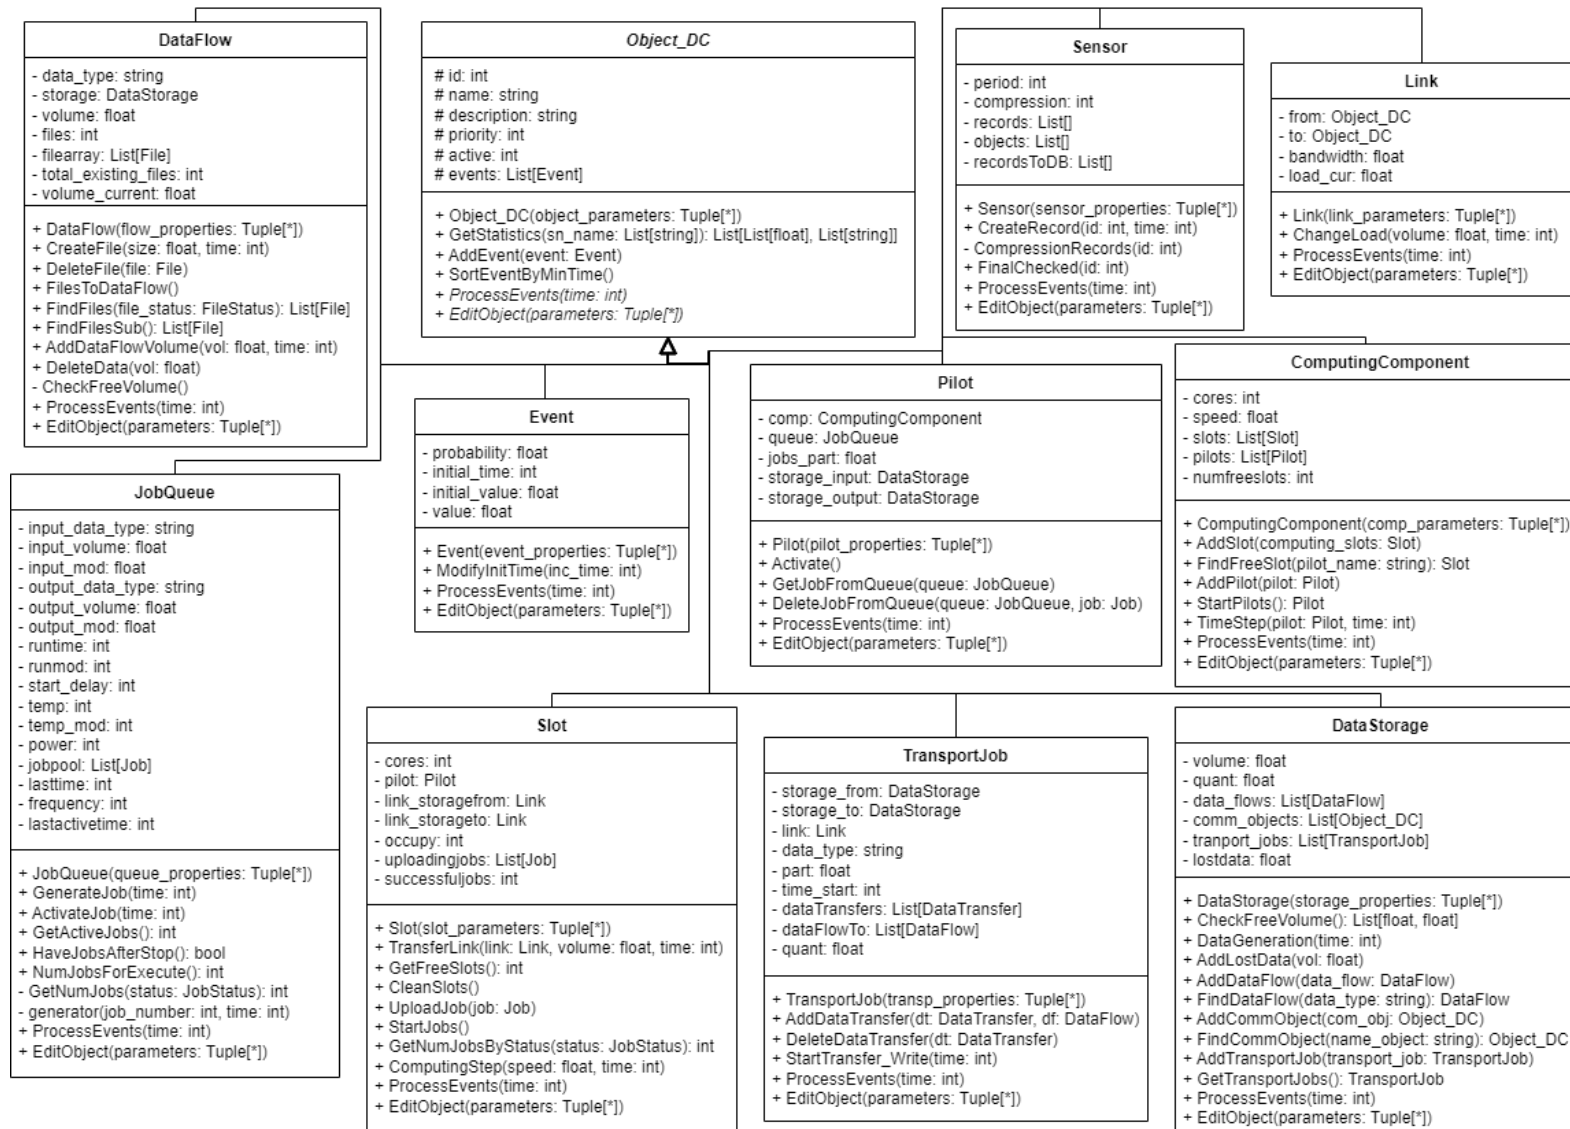 DataFlow
- data_type: string
- storage: DataStorage
- volume: float
- files: int
- filearray: List[File]
- total_existing_files: int
- volume_current: float
+ DataFlow(flow_properties: Tuple[*])
+ CreateFile(size: float, time: int)
+ DeleteFile(file: File)
+ FilesToDataFlow()
+ FindFiles(file_status: FileStatus): List[File]
+ FindFilesSub(): List[File]
+ AddDataFlowVolume(vol: float, time: int)
+ DeleteData(vol: float)
- CheckFreeVolume()
+ ProcessEvents(time: int)
+ EditObject(parameters: Tuple[*])
Object_DC
# id: int
# name: string
# description: string
# priority: int
# active: int
# events: List[Event]
+ Object_DC(object_parameters: Tuple[*])
+ GetStatistics(sn_name: List[string]): List[List[float], List[string]]
+ AddEvent(event: Event)
+ SortEventByMinTime()
+ ProcessEvents(time: int)
+ EditObject(parameters: Tuple[*])
Sensor
- period: int
- compression: int
- records: List[]
- objects: List[]
- recordsToDB: List[]
+ Sensor(sensor_properties: Tuple[*])
+ CreateRecord(id: int, time: int)
- CompressionRecords(id: int)
+ FinalChecked(id: int)
+ ProcessEvents(time: int)
+ EditObject(parameters: Tuple[*])
Link
- from: Object_DC
- to: Object_DC
- bandwidth: float
- load_cur: float
+ Link(link_parameters: Tuple[*])
+ ChangeLoad(volume: float, time: int)
+ ProcessEvents(time: int)
+ EditObject(parameters: Tuple[*])
Event
- probability: float
- initial_time: int
- initial_value: float
- value: float
+ Event(event_properties: Tuple[*])
+ ModifyInitTime(inc_time: int)
+ ProcessEvents(time: int)
+ EditObject(parameters: Tuple[*])
Pilot
- comp: ComputingComponent
- queue: JobQueue
- jobs_part: float
- storage_input: DataStorage
- storage_output: DataStorage
+ Pilot(pilot_properties: Tuple[*])
+ Activate()
+ GetJobFromQueue(queue: JobQueue)
+ DeleteJobFromQueue(queue: JobQueue, job: Job)
+ ProcessEvents(time: int)
+ EditObject(parameters: Tuple[*])
ComputingComponent
- cores: int
- speed: float
- slots: List[Slot]
- pilots: List[Pilot]
- numfreeslots: int
+ ComputingComponent(comp_parameters: Tuple[*])
+ AddSlot(computing_slots: Slot)
+ FindFreeSlot(pilot_name: string): Slot
+ AddPilot(pilot: Pilot)
+ StartPilots(): Pilot
+ TimeStep(pilot: Pilot, time: int)
+ ProcessEvents(time: int)
+ EditObject(parameters: Tuple[*])
JobQueue
- input_data_type: string
- input_volume: float
- input_mod: float
- output_data_type: string
- output_volume: float
- output_mod: float
- runtime: int
- runmod: int
- start_delay: int
- temp: int
- temp_mod: int
- power: int
- jobpool: List[Job]
- lasttime: int
- frequency: int
- lastactivetime: int
+ JobQueue(queue_properties: Tuple[*])
+ GenerateJob(time: int)
+ ActivateJob(time: int)
+ GetActiveJobs(): int
+ HaveJobsAfterStop(): bool
+ NumJobsForExecute(): int
- GetNumJobs(status: JobStatus): int
- generator(job_number: int, time: int)
+ ProcessEvents(time: int)
+ EditObject(parameters: Tuple[*])
Slot
- cores: int
- pilot: Pilot
- link_storagefrom: Link
- link_storageto: Link
- occupy: int
- uploadingjobs: List[Job]
- successfuljobs: int
+ Slot(slot_parameters: Tuple[*])
+ TransferLink(link: Link, volume: float, time: int)
+ GetFreeSlots(): int
+ CleanSlots()
+ UploadJob(job: Job)
+ StartJobs()
+ GetNumJobsByStatus(status: JobStatus): int
+ ComputingStep(speed: float, time: int)
+ ProcessEvents(time: int)
+ EditObject(parameters: Tuple[*])
TransportJob
- storage_from: DataStorage
- storage_to: DataStorage
- link: Link
- data_type: string
- part: float
- time_start: int
- dataTransfers: List[DataTransfer]
- dataFlowTo: List[DataFlow]
- quant: float
+ TransportJob(transp_properties: Tuple[*])
+ AddDataTransfer(dt: DataTransfer, df: DataFlow)
+ DeleteDataTransfer(dt: DataTransfer)
+ StartTransfer_Write(time: int)
+ ProcessEvents(time: int)
+ EditObject(parameters: Tuple[*])
DataStorage
- volume: float
- quant: float
- data_flows: List[DataFlow]
- comm_objects: List[Object_DC]
- tranport_jobs: List[TransportJob]
- lostdata: float
+ DataStorage(storage_properties: Tuple[*])
+ CheckFreeVolume(): List[float, float]
+ DataGeneration(time: int)
+ AddLostData(vol: float)
+ AddDataFlow(data_flow: DataFlow)
+ FindDataFlow(data_type: string): DataFlow
+ AddCommObject(com_obj: Object_DC)
+ FindCommObject(name_object: string): Object_DC
+ AddTransportJob(transport_job: TransportJob)
+ GetTransportJobs(): TransportJob
+ ProcessEvents(time: int)
+ EditObject(parameters: Tuple[*])